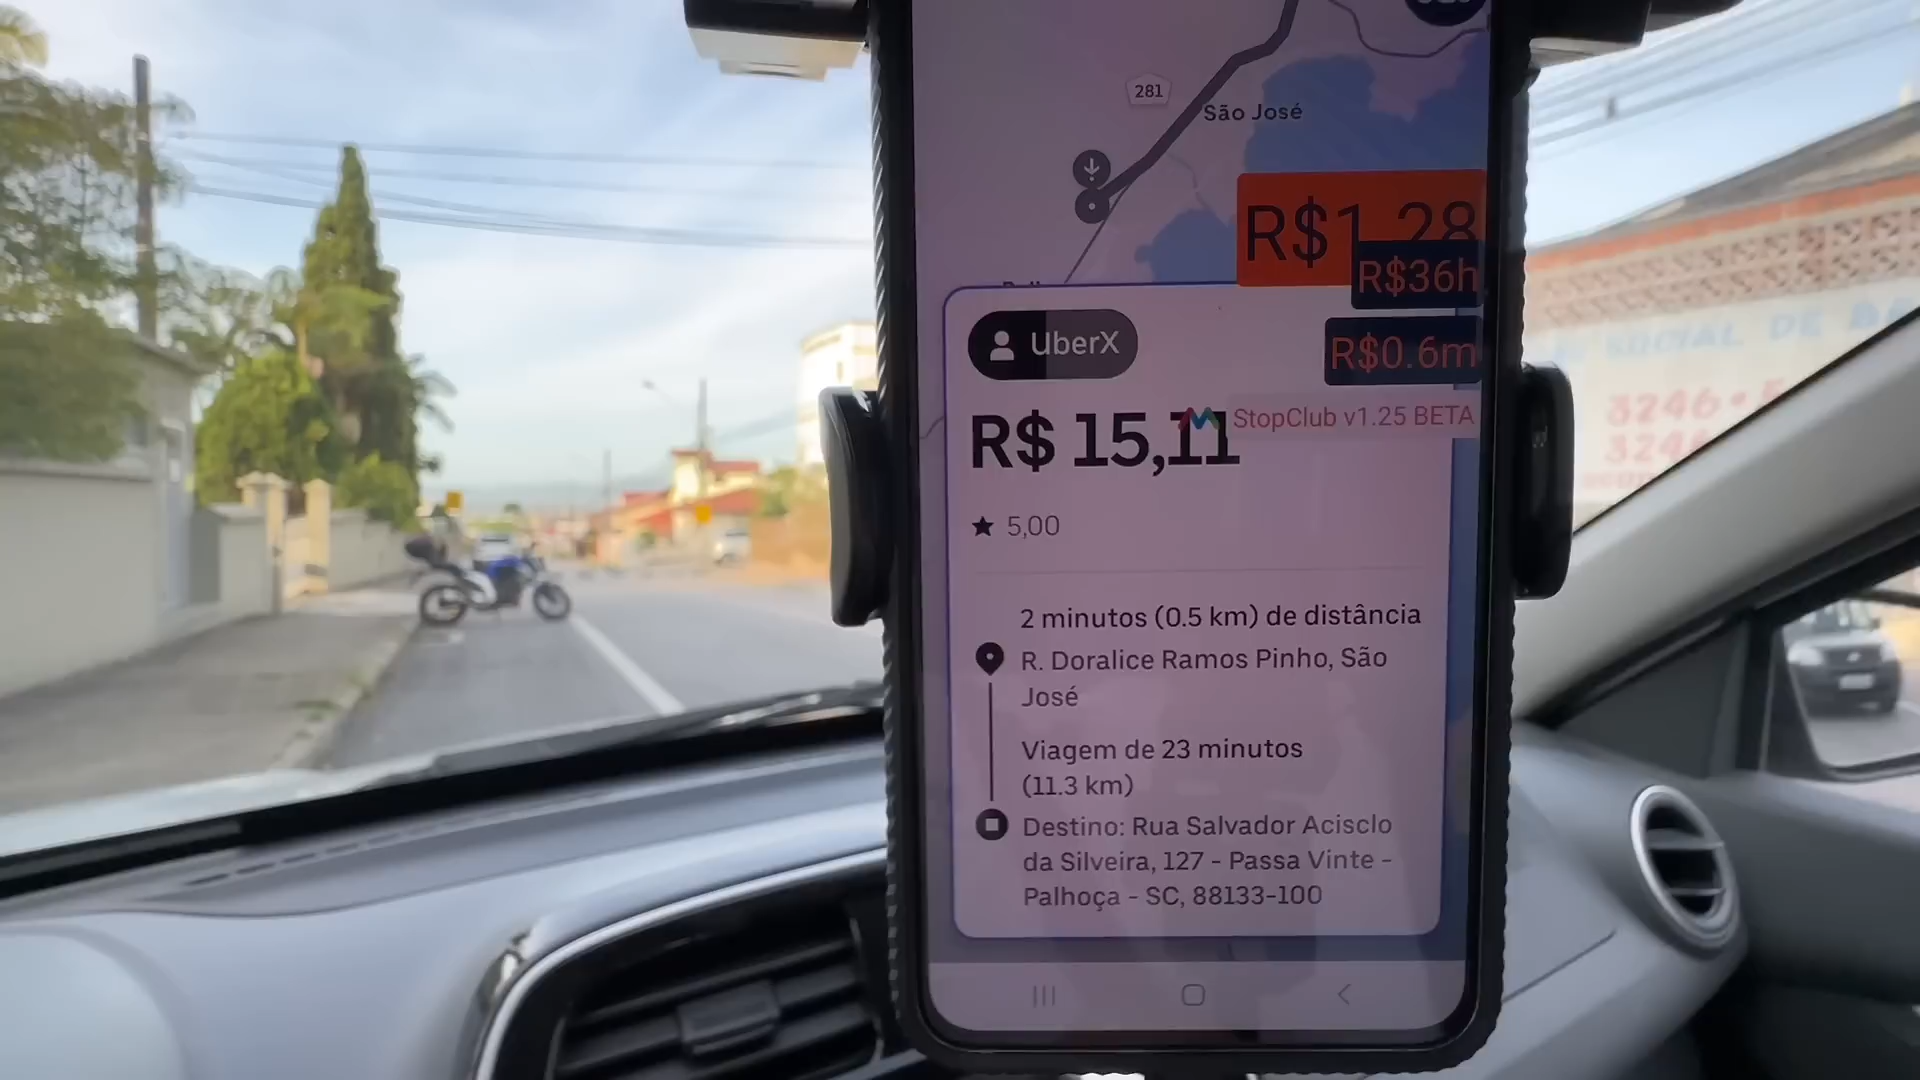 281
São José
R$1.28
R$36h
UberX
R$0.6m
R$ 15,11
StopClub v1.25 BETA
5,00
2 minutos (0.5 km) de distância
R. Doralice Ramos Pinho, São
José
Viagem de 23 minutos
(11.3 km)
Destino: Rua Salvador Acisclo
da Silveira, 127 - Passa Vinte -
Palhoça - SC, 88133-100
SOCIAL DE
3246